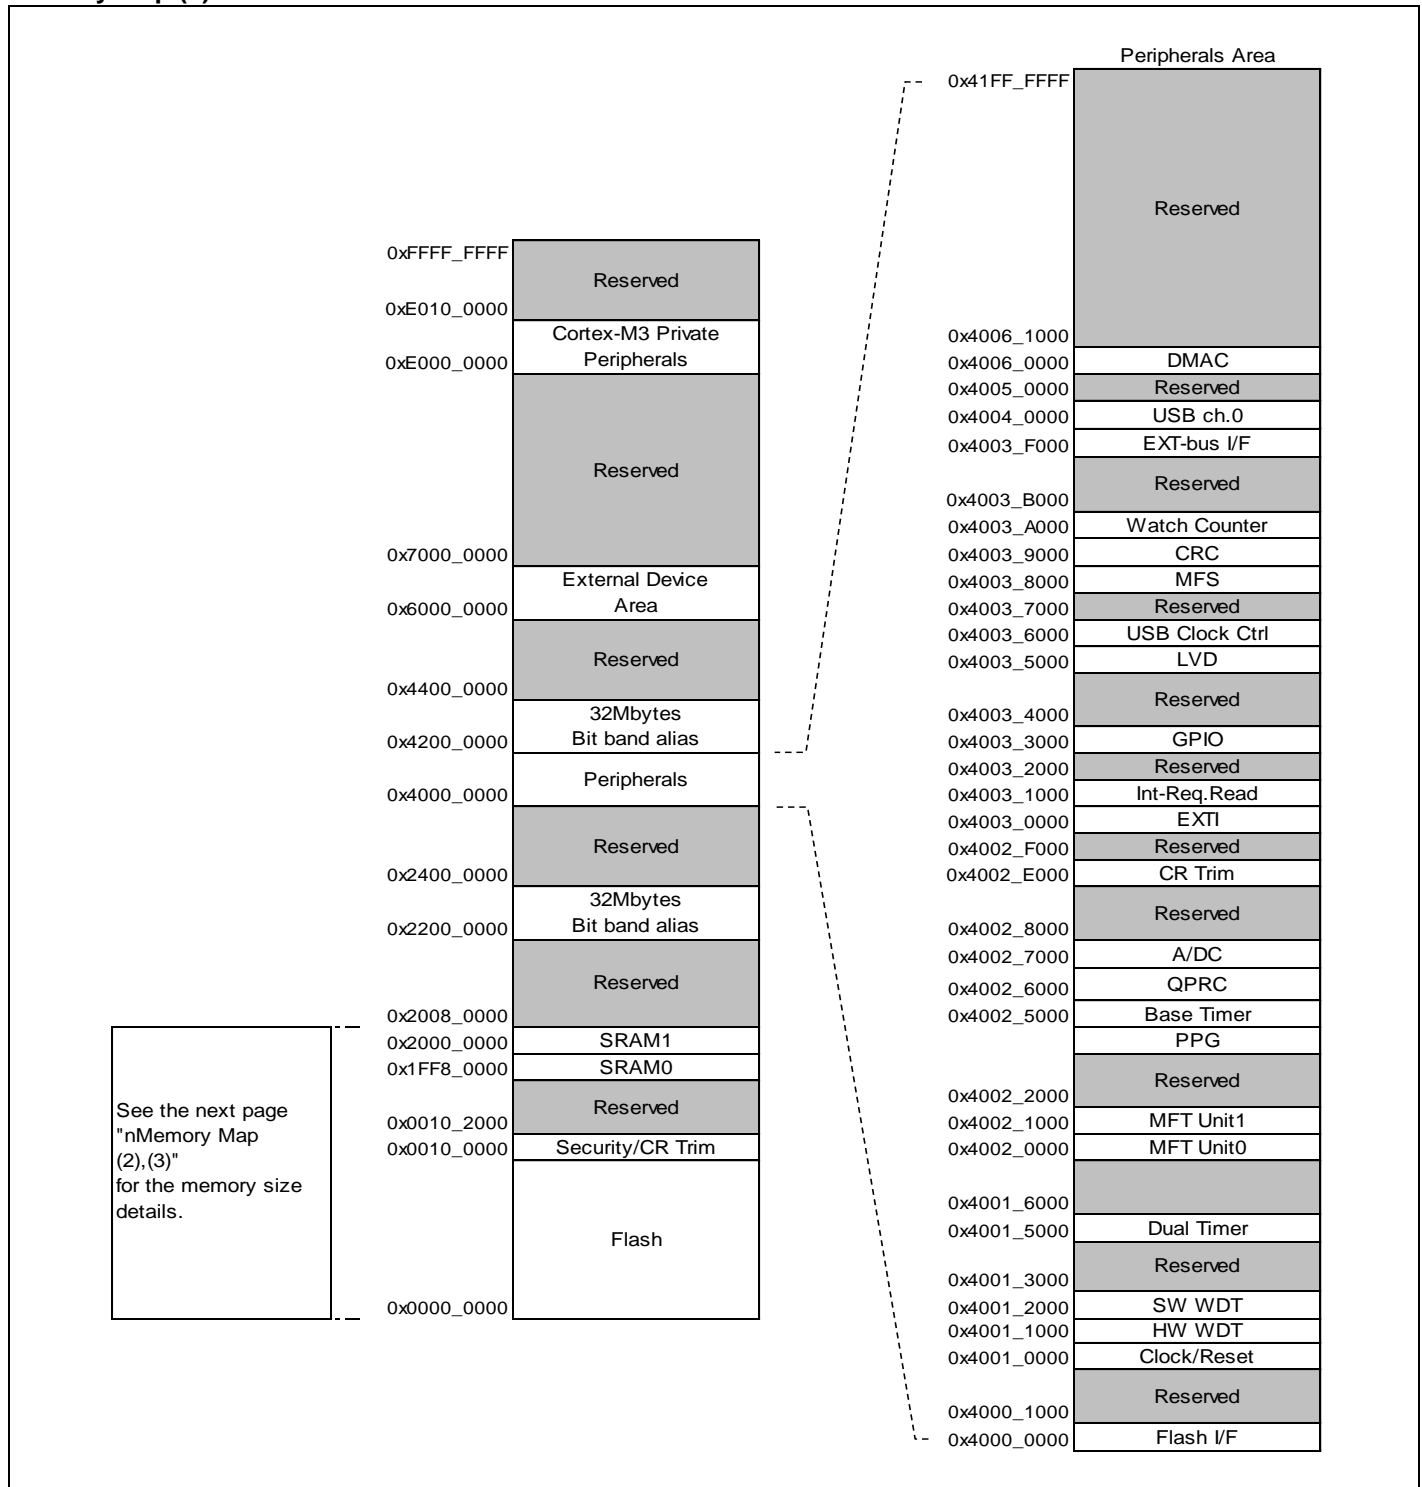 Peripherals Area
0x41FF_FFFF
Reserved
0x4006_1000
0x4006_0000 DMAC
0x4005_0000 Reserved
0x4004_0000 USB ch.0
0x4003_F000 EXT-bus I/F
Reserved
0x4003_B000
0x4003_A000 Watch Counter
0x4003_9000 CRC
0x4003_8000 MFS
0x4003_7000 Reserved
0x4003_6000 USB Clock Ctrl
0x4003_5000 LVD
Reserved
0x4003_4000
0x4003_3000 GPIO
0x4003_2000 Reserved
0x4003_1000 Int-Req.Read
0x4003_0000 EXTI
0x4002_F000 Reserved
0x4002_E000 CR Trim
Reserved
0x4002_8000
0x4002_7000 A/DC
0x4002_6000 QPRC
0x4002_5000 Base Timer
PPG
Reserved
0x4002_2000
0x4002_1000 MFT Unit1
0x4002_0000 MFT Unit0
0x4001_6000
0x4001_5000 Dual Timer
Reserved
0x4001_3000
0x4001_2000 SW WDT
0x4001_1000 HW WDT
0x4001_0000 Clock/Reset
Reserved
0x4000_1000
0x4000_0000 Flash I/F
0xFFFF_FFFF
Reserved
0xE010_0000
Cortex-M3 Private
0xE000_0000 Peripherals
Reserved
0x7000_0000
External Device
0x6000_0000 Area
Reserved
0x4400_0000
32Mbytes
0x4200_0000 Bit band alias
Peripherals
0x4000_0000
Reserved
0x2400_0000
32Mbytes
0x2200_0000 Bit band alias
Reserved
0x2008_0000
0x2000_0000 SRAM1
0x1FF8_0000 SRAM0
Reserved
0x0010_2000
0x0010_0000 Security/CR Trim
Flash
0x0000_0000
See the next page
"nMemory Map
(2),(3)"
for the memory size
details.